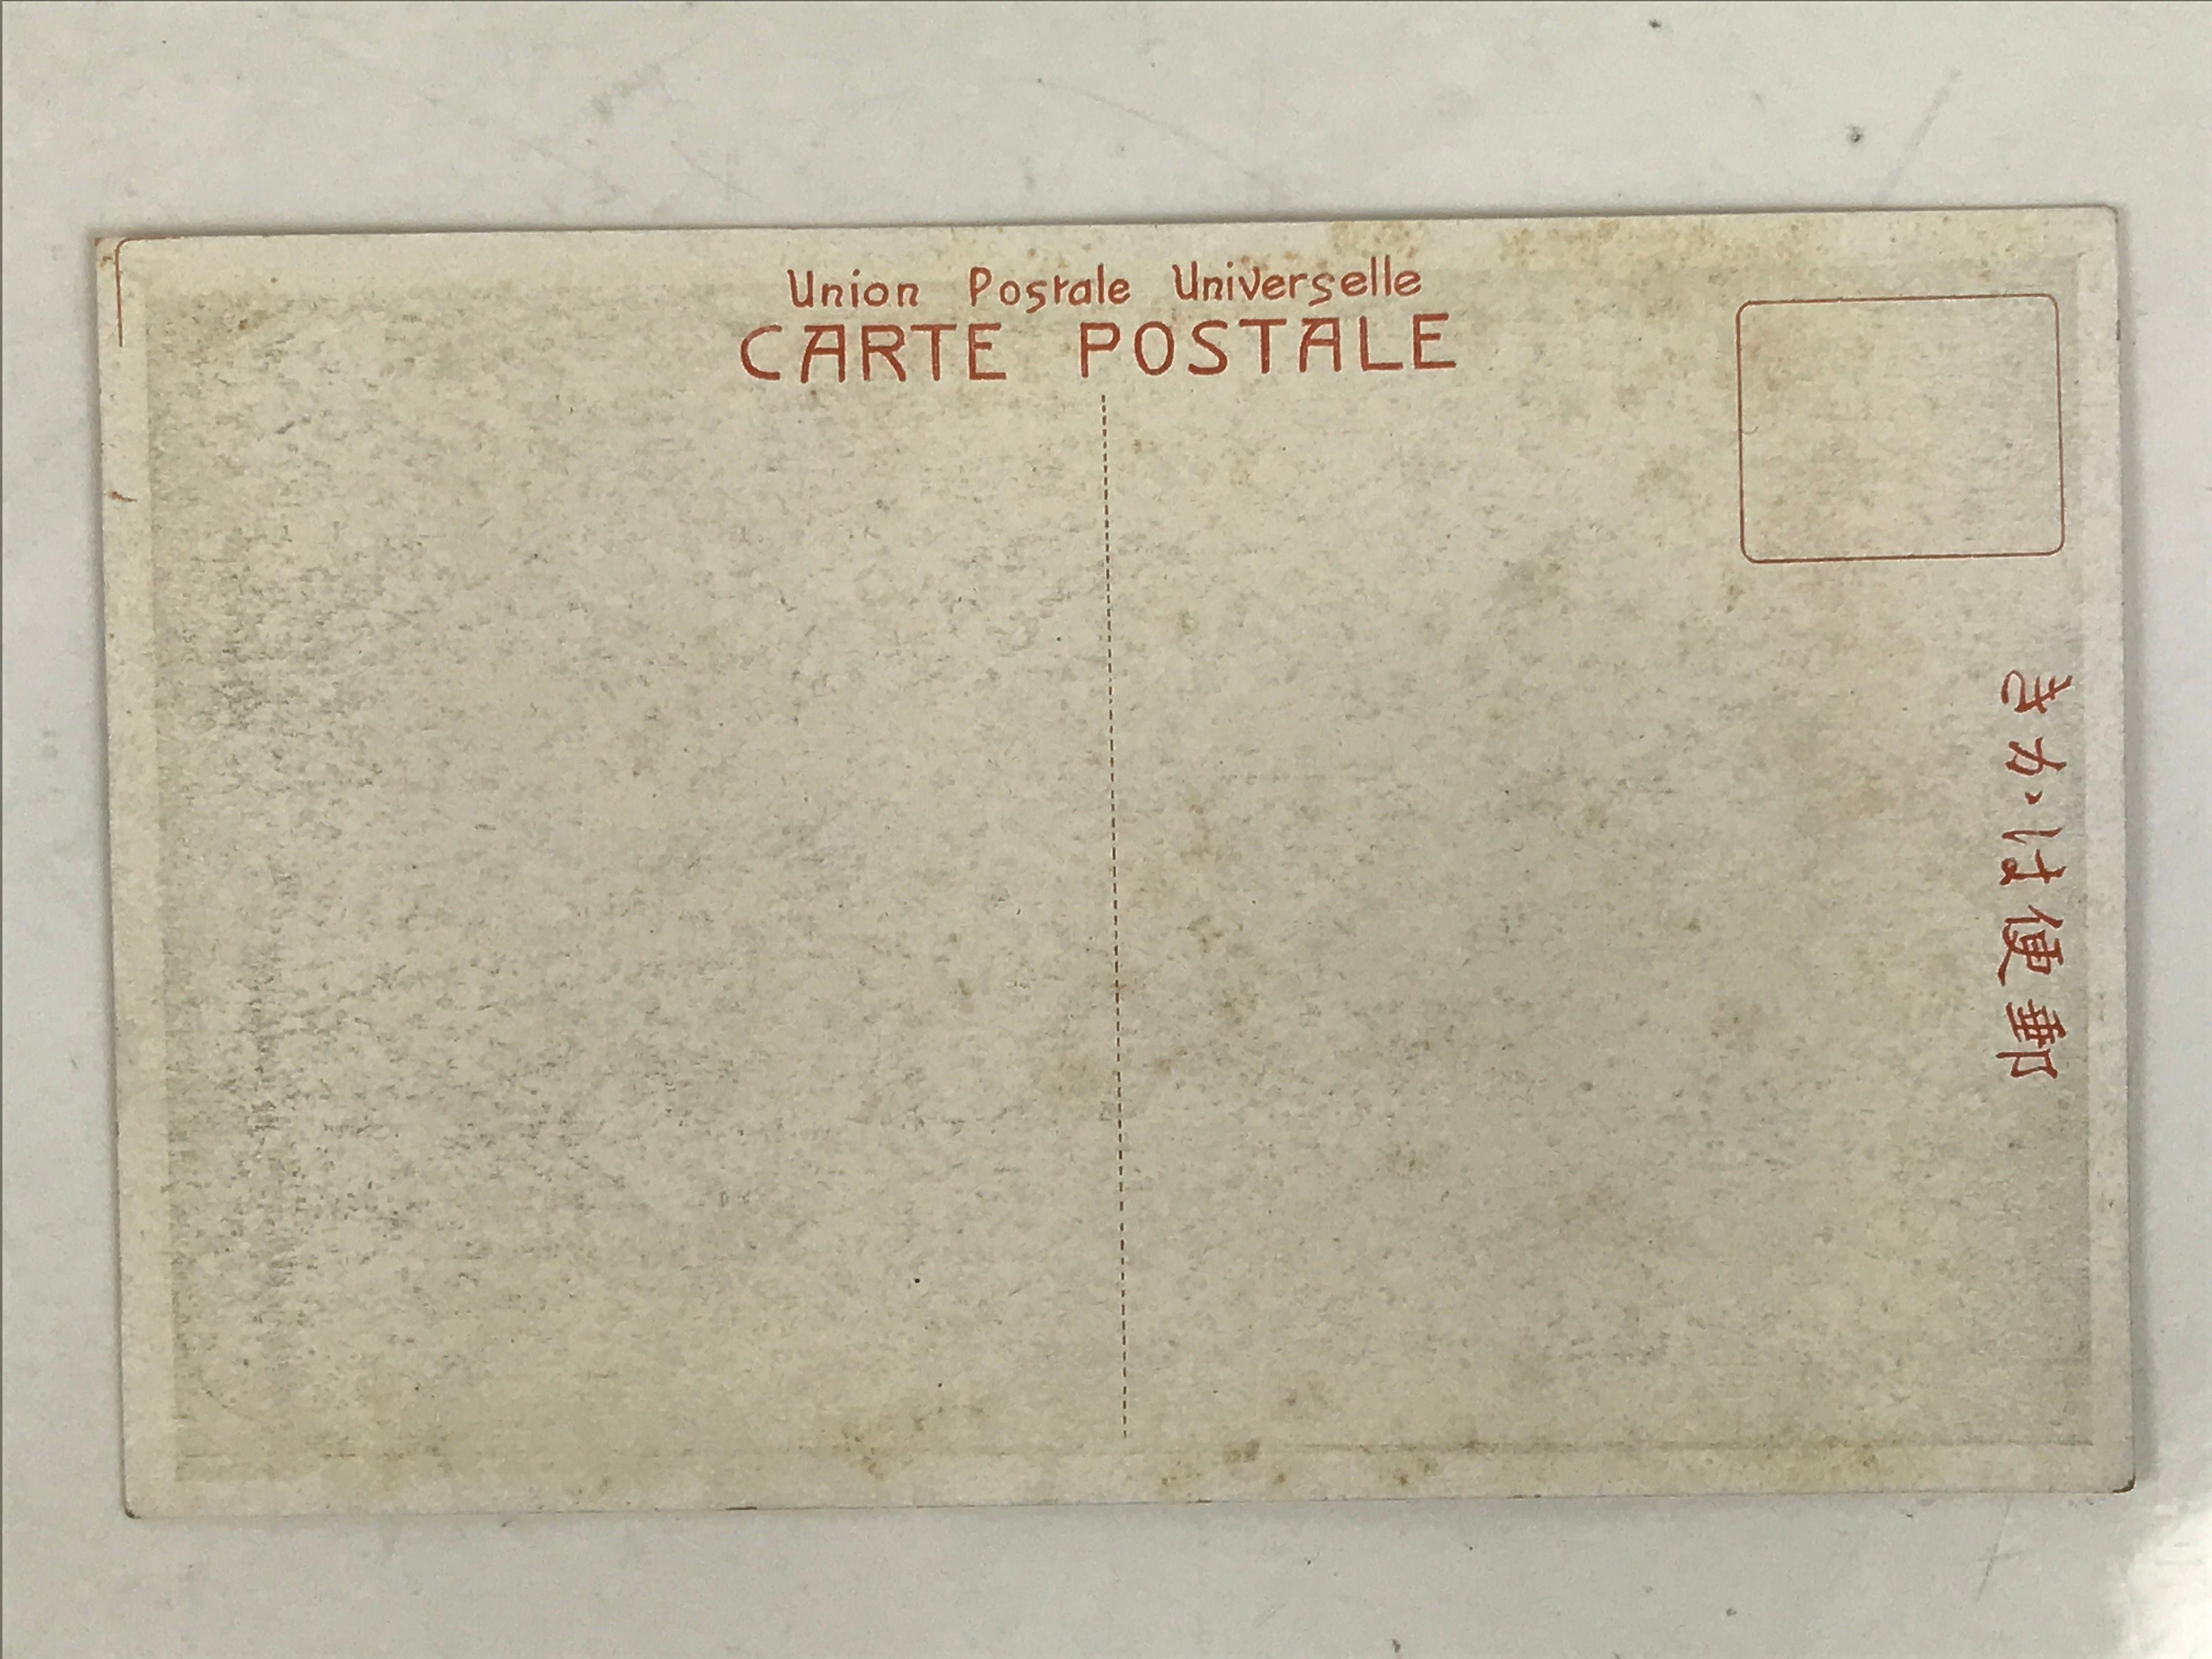 Union Postale Universelle
CARTE POSTALE
郵便はかき